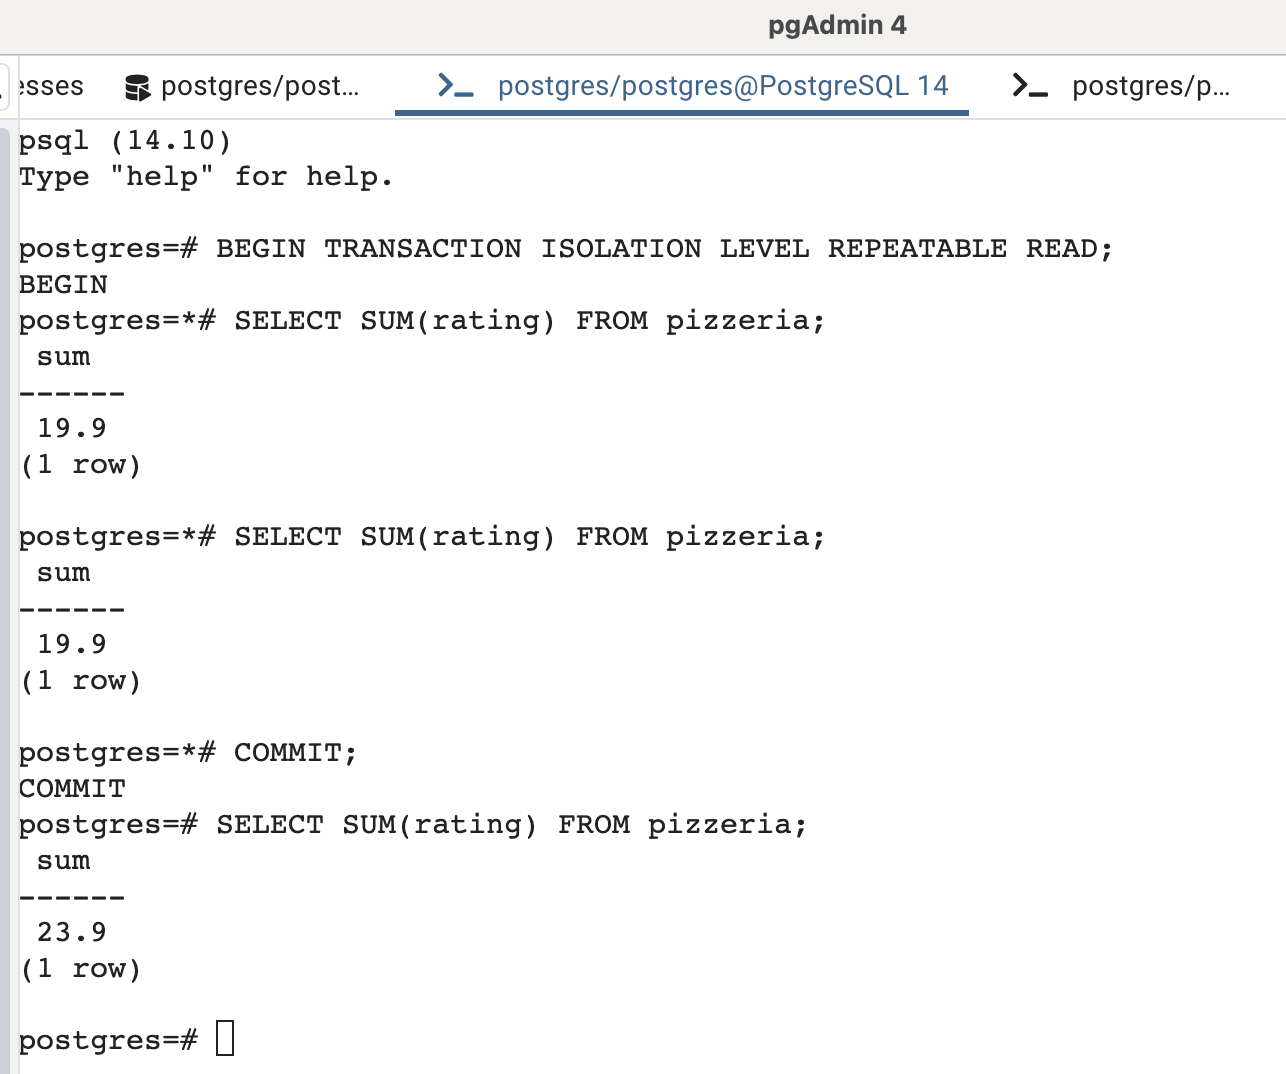 pgAdmin 4
esses
postgres/post...
postgres/postgres@PostgreSQL 14
postgres/p...
psql (14.10)
Type "help" for help.
postgres=# BEGIN TRANSACTION ISOLATION LEVEL REPEATABLE READ;
BEGIN
postgres=*# SELECT SUM(rating) FROM pizzeria;
 sum
------
 19.9
(1 row)
postgres=*# SELECT SUM(rating) FROM pizzeria;
 sum
------
 19.9
(1 row)
postgres=*# COMMIT;
COMMIT
postgres=# SELECT SUM(rating) FROM pizzeria;
 sum
------
 23.9
(1 row)
postgres=#